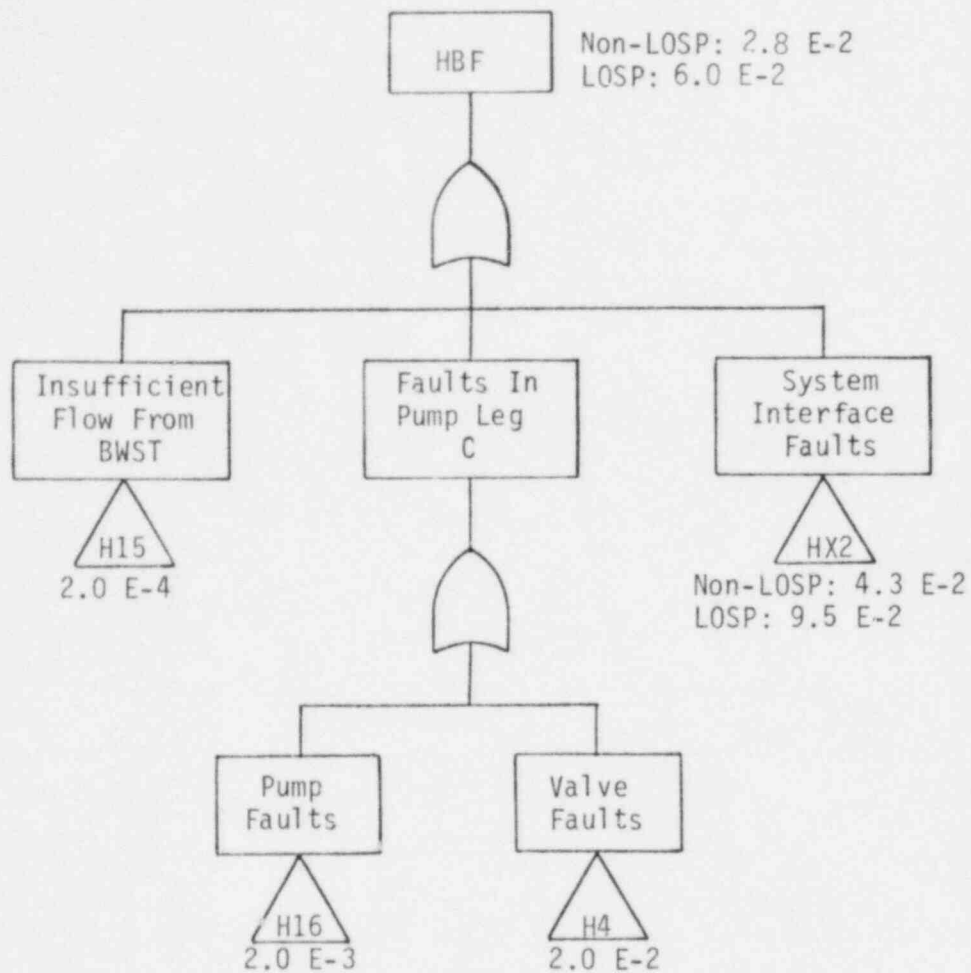 HBF
Non-LOSP: 2.8 E-2
LOSP: 6.0 E-2
Insufficient
Flow From
BWST
H15
2.0 E-4
Faults In
Pump Leg
C
System
Interface
Faults
HX2
Non-LOSP: 4.3 E-2
LOSP: 9.5 E-2
Pump
Faults
H16
2.0 E-3
Valve
Faults
H4
2.0 E-2